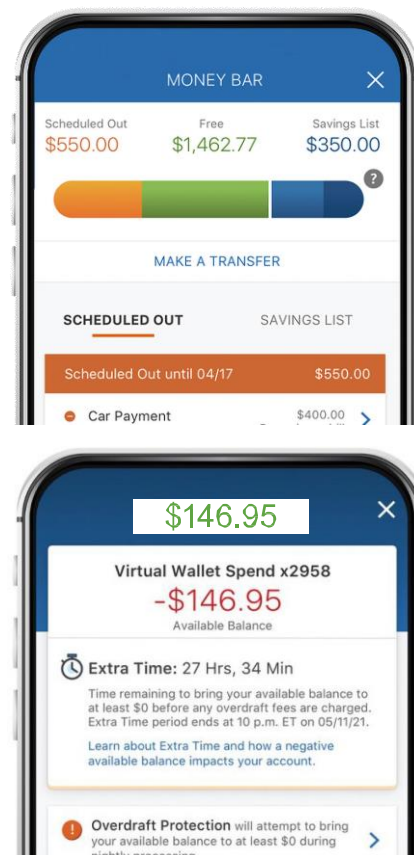 MONEY BAR
Scheduled Out Free Savings List
$550.00 $1,462.77 $350.00
?
MAKE A TRANSFER
SCHEDULED OUT SAVINGS LIST
Scheduled Out until 04/17 $550.00
Car Payment $400.00
$146.95
Virtual Wallet Spend x2958
-$146.95
Available Balance
Extra Time: 27 Hrs, 34 Min
Time remaining to bring your available balance to
at least $0 before any overdraft fees are charged.
Extra Time period ends at 10 p.m. ET on 05/11/21.
Learn about Extra Time and how a negative
available balance impacts your account.
Overdraft Protection will attempt to bring
your available balance to at least $0 during